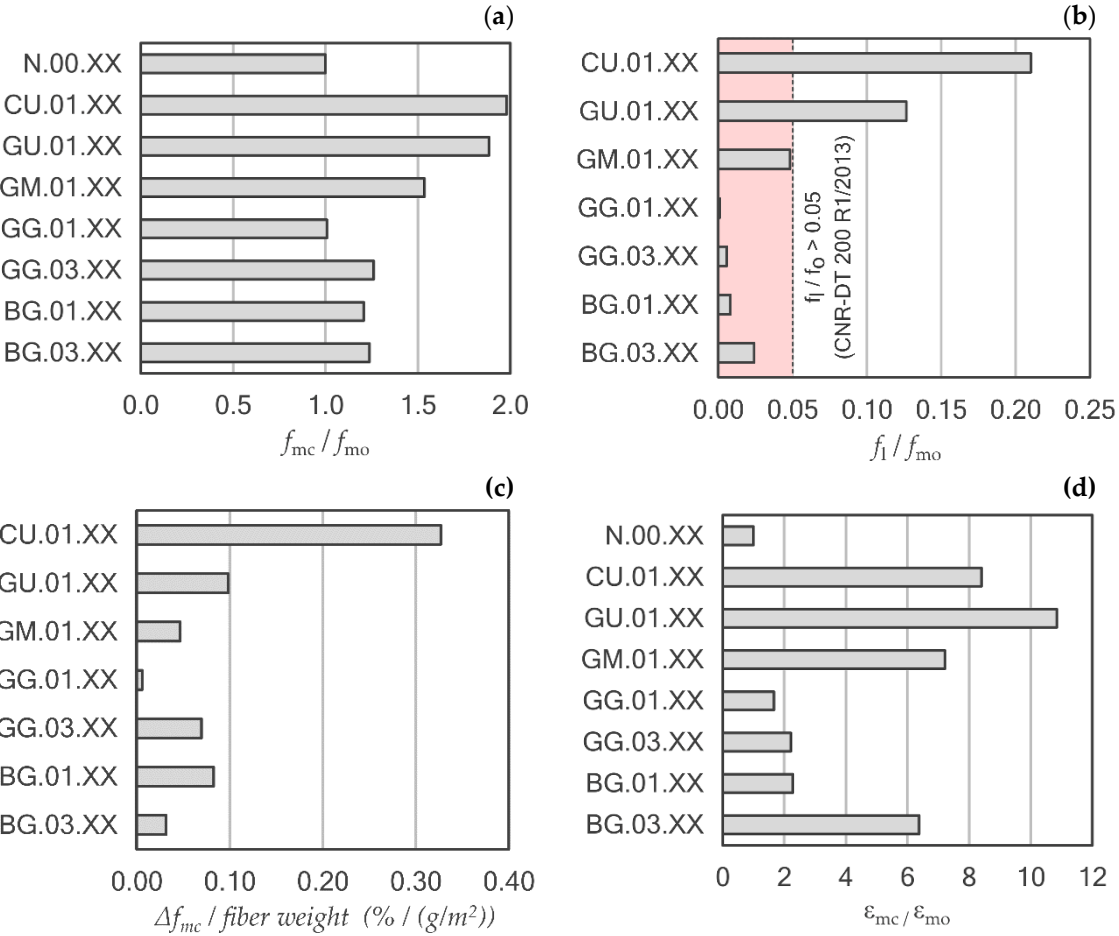 (a)
N.00.XX
CU.01.XX
GU.01.XX
GM.01.XX
GG.01.XX
GG.03.XX
BG.01.XX
BG.03.XX
0.0 0.5 1.0 1.5 2.0
fmc / fmo
(b)
CU.01.XX
GU.01.XX
GM.01.XX
GG.01.XX
GG.03.XX
BG.01.XX
BG.03.XX
fl / fo > 0.05
(CNR-DT 200 R1/2013)
0.00 0.05 0.10 0.15 0.20 0.25
fl / fmo
(c)
CU.01.XX
GU.01.XX
GM.01.XX
GG.01.XX
GG.03.XX
BG.01.XX
BG.03.XX
0.00 0.10 0.20 0.30 0.40
Δfmc / fiber weight (% / (g/m²))
(d)
N.00.XX
CU.01.XX
GU.01.XX
GM.01.XX
GG.01.XX
GG.03.XX
BG.01.XX
BG.03.XX
0 2 4 6 8 10 12
εmc / εmo